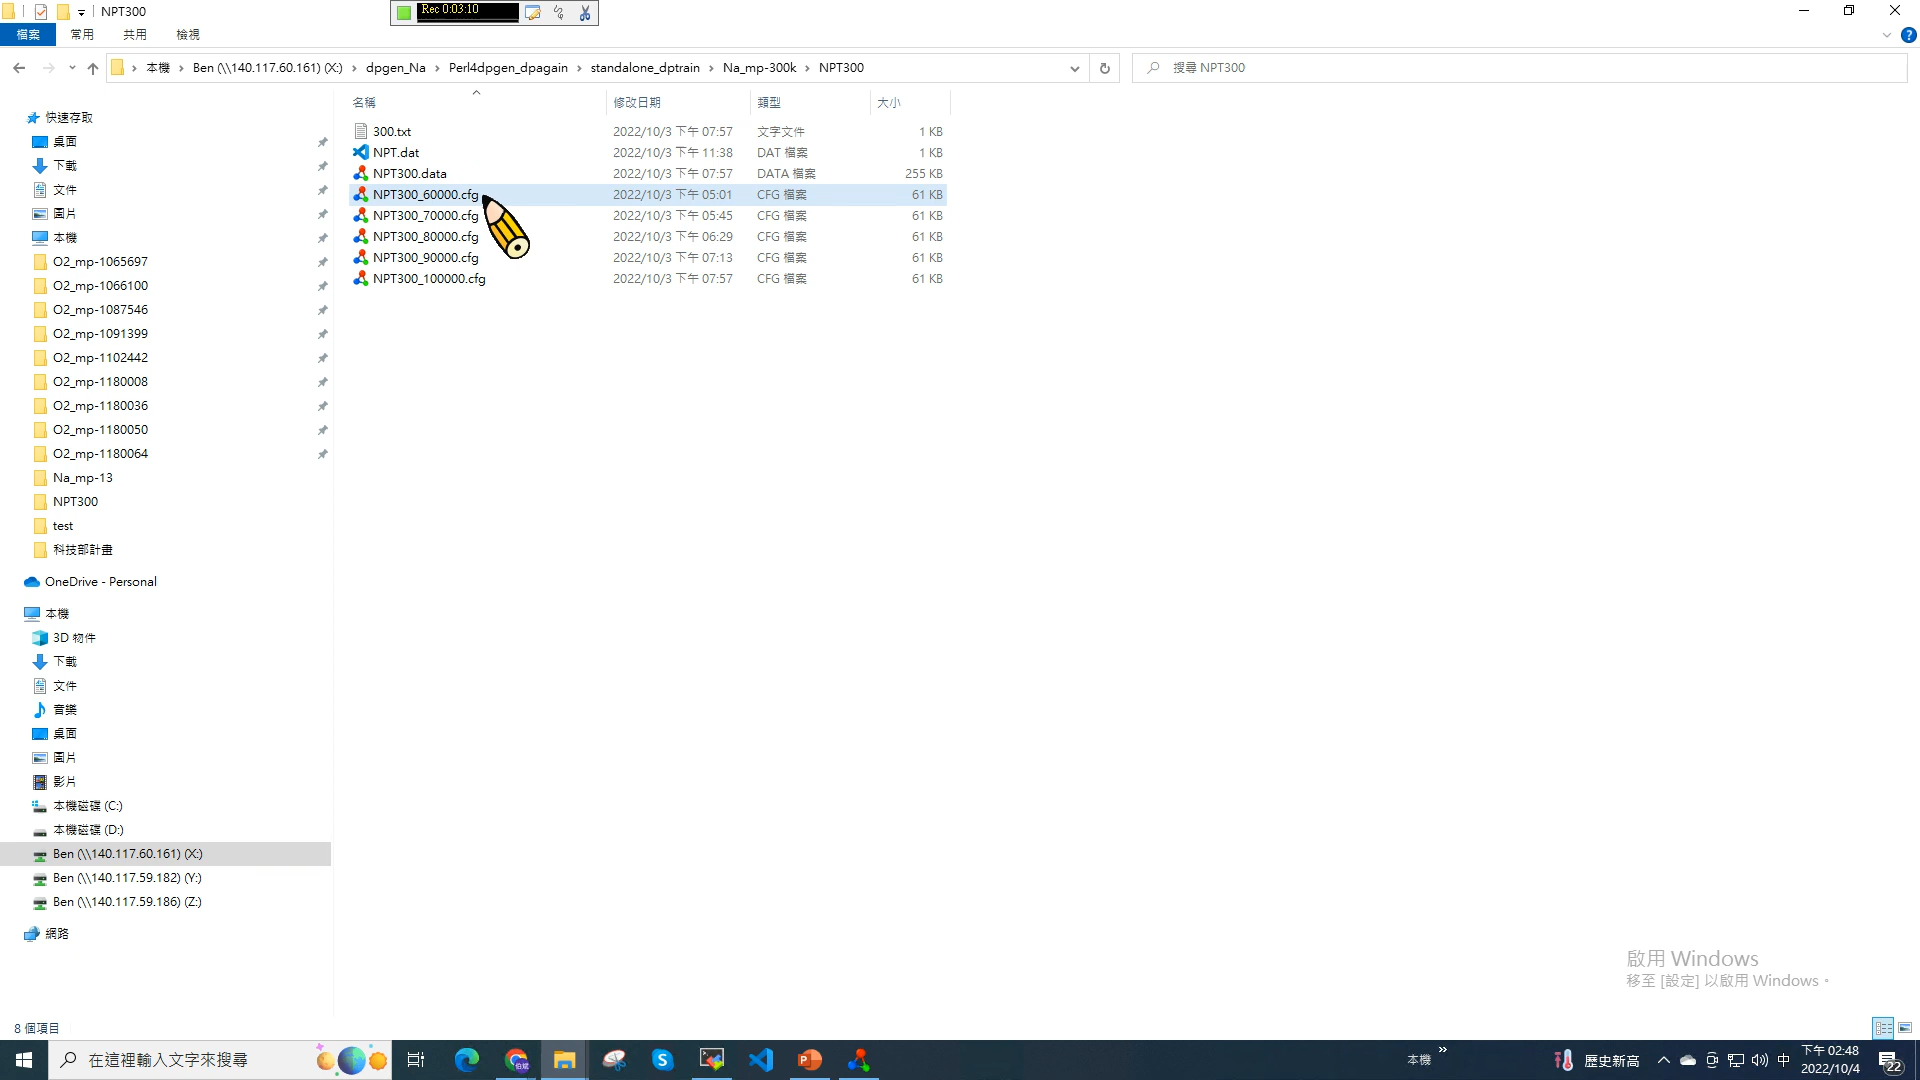 NPT300
Rec 0:03:10
檔案
常用
共用
檢視
本機 › Ben (\\140.117.60.161) (X:) › dpgen_Na › Perl4dpgen_dpagain › standalone_dptrain › Na_mp-300k › NPT300
搜尋 NPT300
名稱 修改日期 類型 大小
300.txt 2022/10/3 下午 07:57 文字文件 1 KB
NPT.dat 2022/10/3 下午 11:38 DAT 檔案 1 KB
NPT300.data 2022/10/3 下午 07:57 DATA 檔案 255 KB
NPT300_60000.cfg 2022/10/3 下午 05:01 CFG 檔案 61 KB
NPT300_70000.cfg 2022/10/3 下午 05:45 CFG 檔案 61 KB
NPT300_80000.cfg 2022/10/3 下午 06:29 CFG 檔案 61 KB
NPT300_90000.cfg 2022/10/3 下午 07:13 CFG 檔案 61 KB
NPT300_100000.cfg 2022/10/3 下午 07:57 CFG 檔案 61 KB
快速存取
桌面
下載
文件
圖片
本機
O2_mp-1065697
O2_mp-1066100
O2_mp-1087546
O2_mp-1091399
O2_mp-1102442
O2_mp-1180008
O2_mp-1180036
O2_mp-1180050
O2_mp-1180064
Na_mp-13
NPT300
test
科技部計畫
OneDrive - Personal
本機
3D 物件
下載
文件
音樂
桌面
圖片
影片
本機磁碟 (C:)
本機磁碟 (D:)
Ben (\\140.117.60.161) (X:)
Ben (\\140.117.59.182) (Y:)
Ben (\\140.117.59.186) (Z:)
網路
啟用 Windows
移至 [設定] 以啟用 Windows。
8 個項目
在這裡輸入文字來搜尋
本機
歷史新高
中
下午 02:48
2022/10/4
22